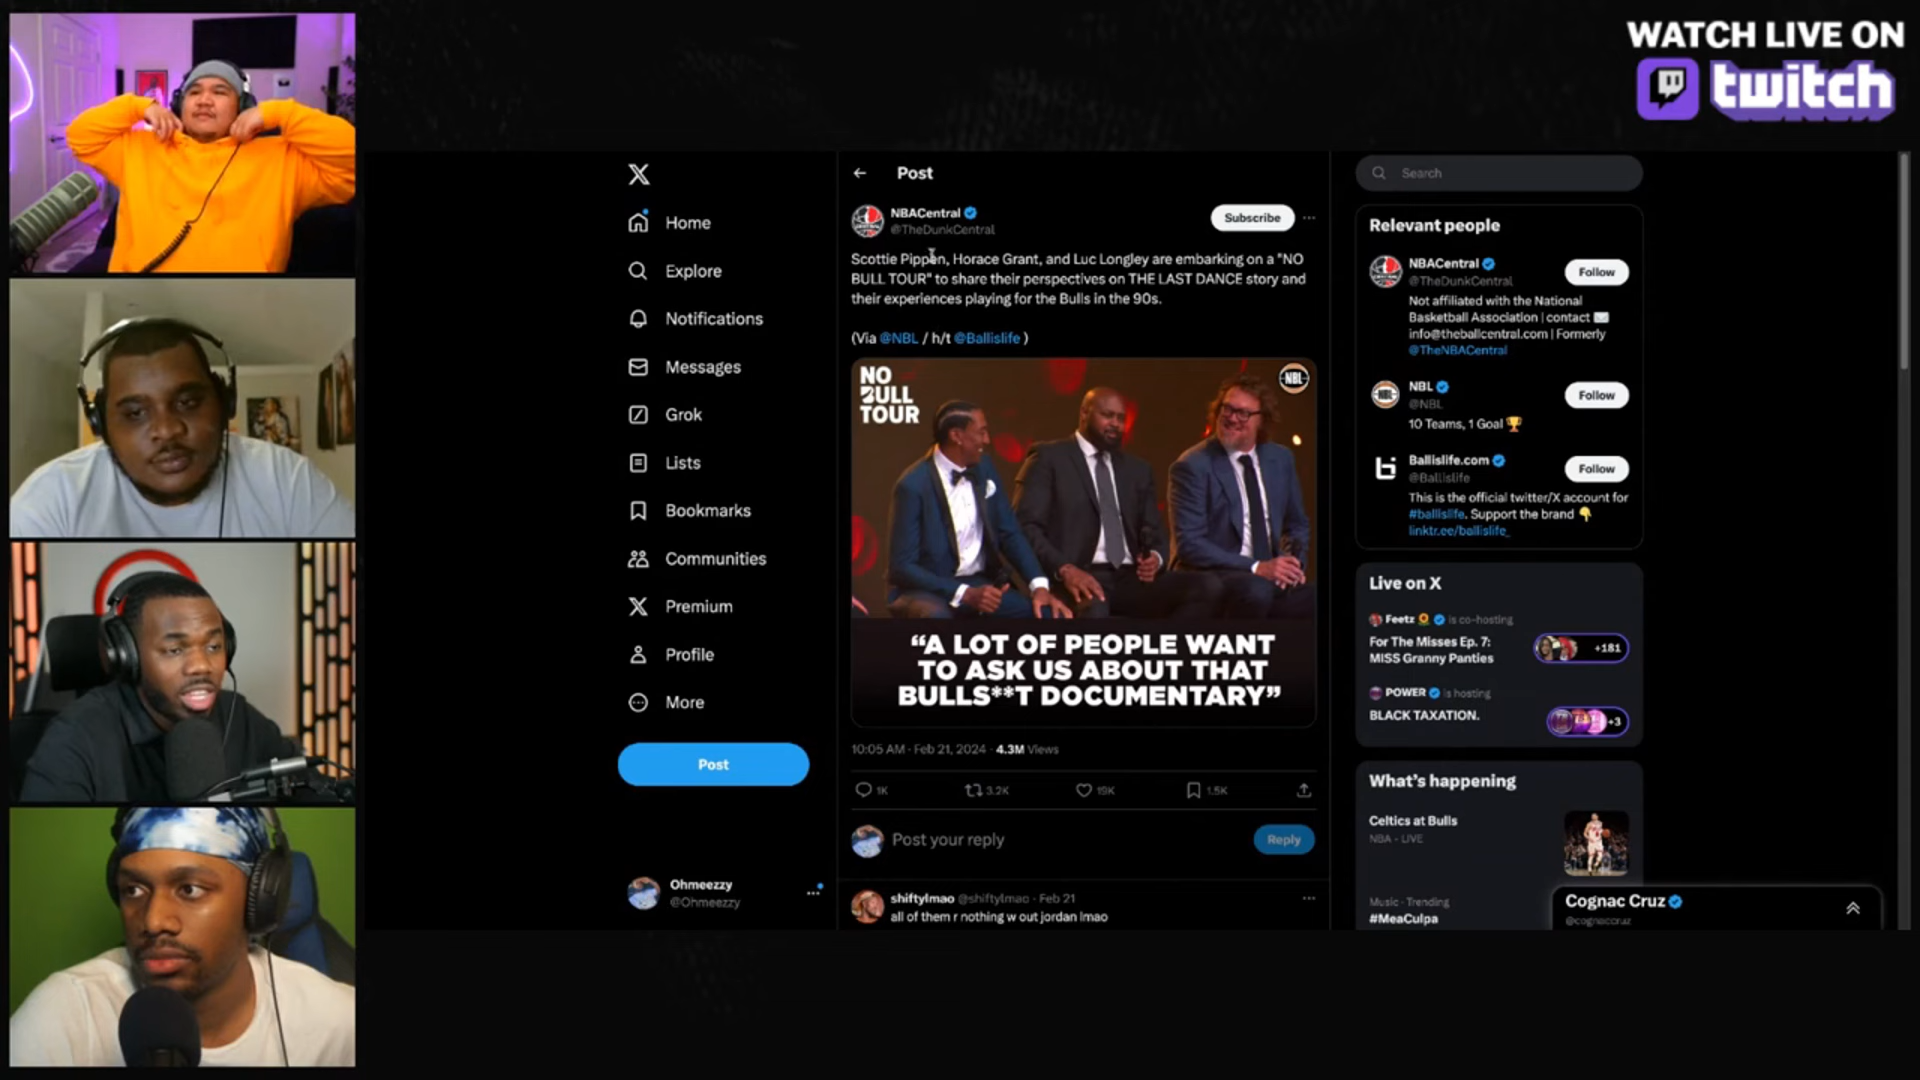 WATCH LIVE ON
twitch
Home
Explore
Notifications
Messages
Grok
Lists
Bookmarks
Communities
Premium
Profile
More
Post
Ohmeezzy
@Ohmeezzy
Post
NBACentral
@TheDunkCentral
Subscribe
Scottie Pippen, Horace Grant, and Luc Longley are embarking on a "NO
BULL TOUR" to share their perspectives on THE LAST DANCE story and
their experiences playing for the Bulls in the 90s.
(Via @NBL / h/t @Ballislife )
NO
BULL
TOUR
NBL
“A LOT OF PEOPLE WANT
TO ASK US ABOUT THAT
BULLS**T DOCUMENTARY”
10:05 AM · Feb 21, 2024 · 4.3M Views
1K 3.2K 19K 1.5K
Post your reply
Reply
shiftylmao @shiftylmao · Feb 21
all of them r nothing w out jordan lmao
Search
Relevant people
NBACentral
@TheDunkCentral
Follow
Not affiliated with the National
Basketball Association | contact ✉️
info@theballcentral.com | Formerly
@TheNBACentral
NBL
@NBL
Follow
10 Teams, 1 Goal 🏆
Ballislife.com
@Ballislife
Follow
This is the official twitter/X account for
#ballislife. Support the brand 👇
linktr.ee/ballislife_
Live on X
Feetz 🌻 is co-hosting
For The Misses Ep. 7:
MISS Granny Panties
+181
POWER is hosting
BLACK TAXATION.
+3
What’s happening
Celtics at Bulls
NBA · LIVE
Music · Trending
#MeaCulpa
Cognac Cruz
@cognaccruz